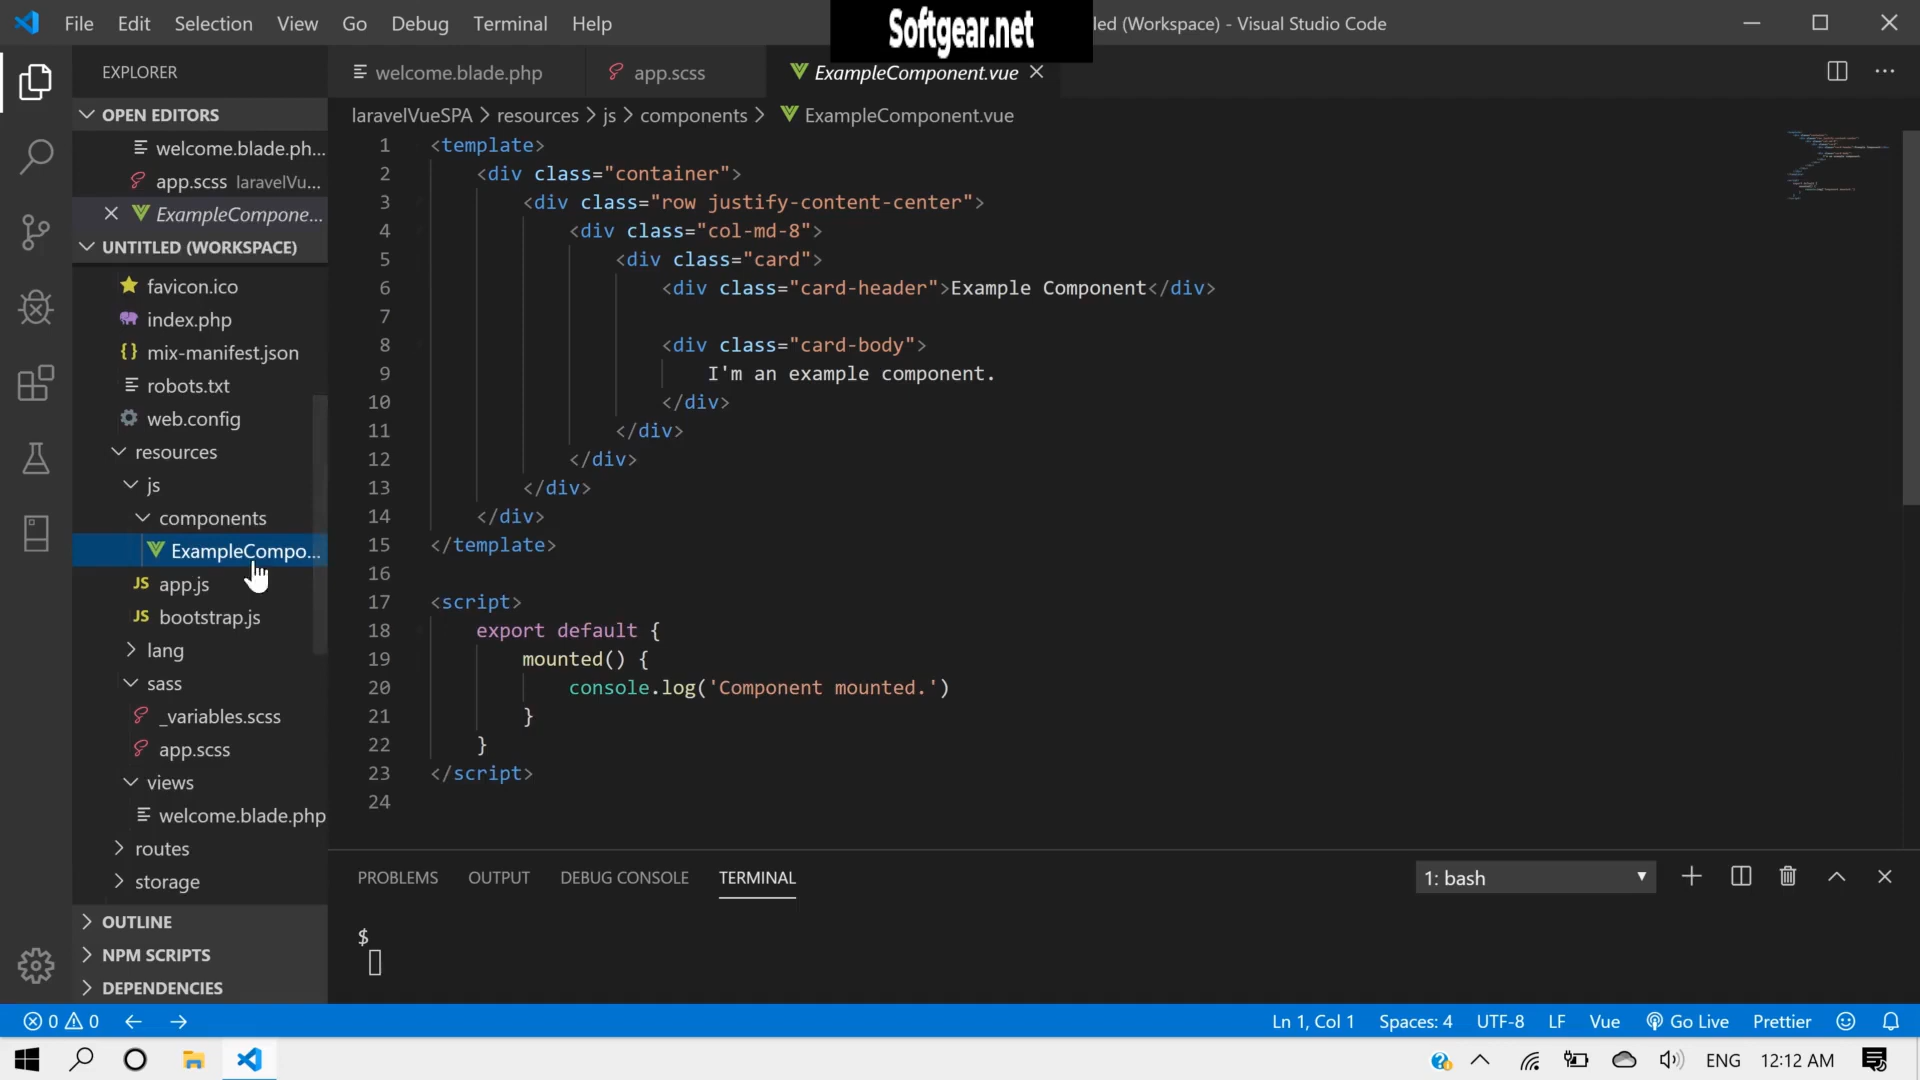 File Edit Selection View Go Debug Terminal Help
Softgear.net
led (Workspace) - Visual Studio Code
EXPLORER
welcome.blade.php
app.scss
ExampleComponent.vue
OPEN EDITORS
welcome.blade.ph...
app.scss laravelVu...
ExampleCompone...
UNTITLED (WORKSPACE)
favicon.ico
index.php
{} mix-manifest.json
robots.txt
web.config
resources
js
components
ExampleCompo...
JS app.js
JS bootstrap.js
lang
sass
_variables.scss
app.scss
views
welcome.blade.php
routes
storage
OUTLINE
NPM SCRIPTS
DEPENDENCIES
laravelVueSPA > resources > js > components > ExampleComponent.vue
1 <template>
2 <div class="container">
3 <div class="row justify-content-center">
4 <div class="col-md-8">
5 <div class="card">
6 <div class="card-header">Example Component</div>
7
8 <div class="card-body">
9 I'm an example component.
10 </div>
11 </div>
12 </div>
13 </div>
14 </div>
15 </template>
16
17 <script>
18 export default {
19 mounted() {
20 console.log('Component mounted.')
21 }
22 }
23 </script>
24
PROBLEMS OUTPUT DEBUG CONSOLE TERMINAL
1: bash
$
0 0
Ln 1, Col 1 Spaces: 4 UTF-8 LF Vue Go Live Prettier
ENG 12:12 AM